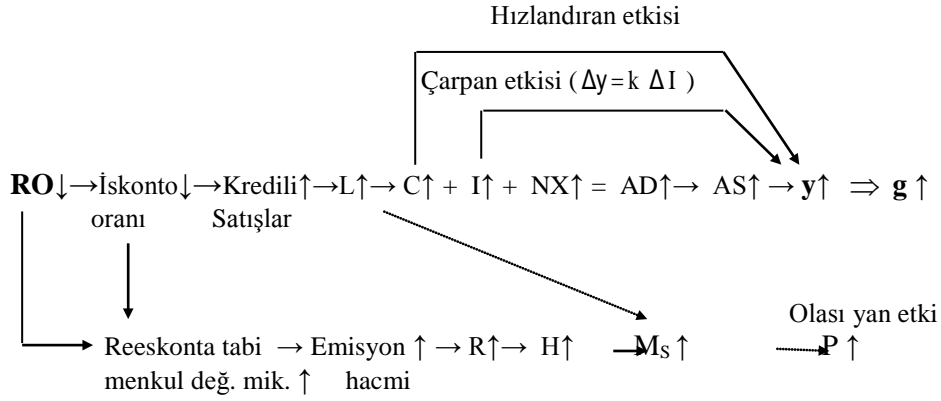 Hızlandıran etkisi
Çarpan etkisi ( Δy=k ΔI )
RO↓→İskonto↓→Kredili↑→L↑→ C↑ + I↑ + NX↑ = AD↑→ AS↑ → y↑ ⇒ g ↑
oranı Satışlar
Olası yan etki
Reeskonta tabi → Emisyon ↑ → R↑→ H↑ → MS ↑ → P ↑
menkul değ. mik. ↑ hacmi